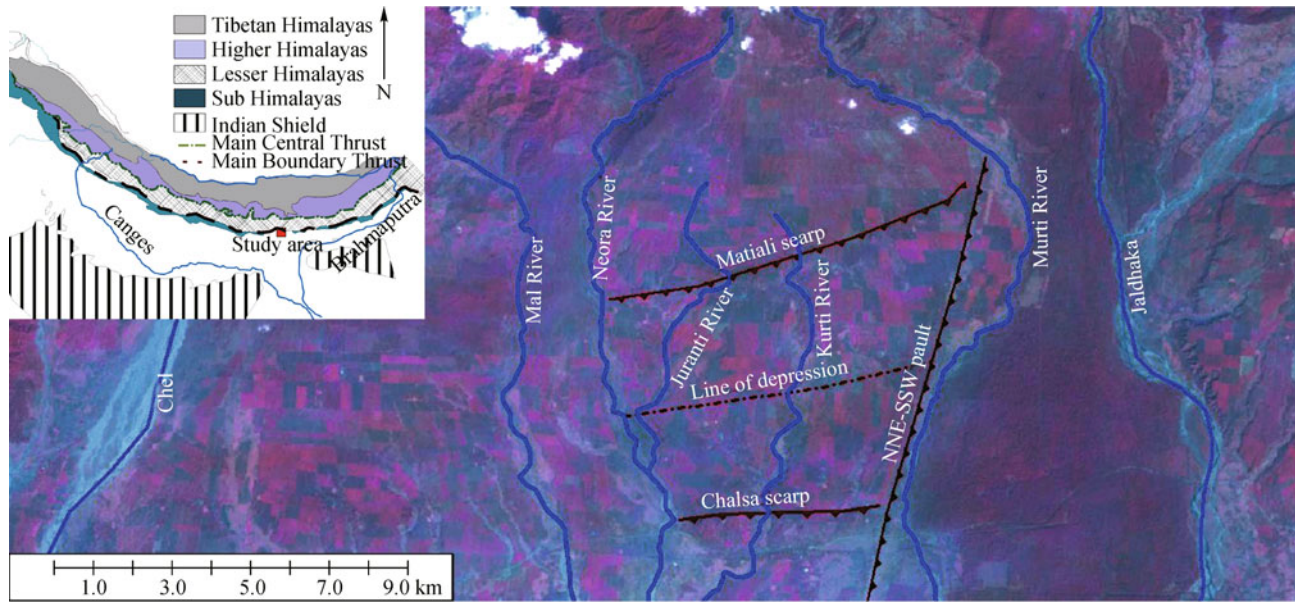 Tibetan Himalayas
Higher Himalayas
Lesser Himalayas
Sub Himalayas
Indian Shield
Main Central Thrust
Main Boundary Thrust
N
Canges
Study area
Brahmaputra
Chel
Mal River
Neora River
Matiali scarp
Juranti River
Kurti River
Line of depression
NNE-SSW pault
Murti River
Jaldhaka
Chalsa scarp
1.0 3.0 5.0 7.0 9.0 km